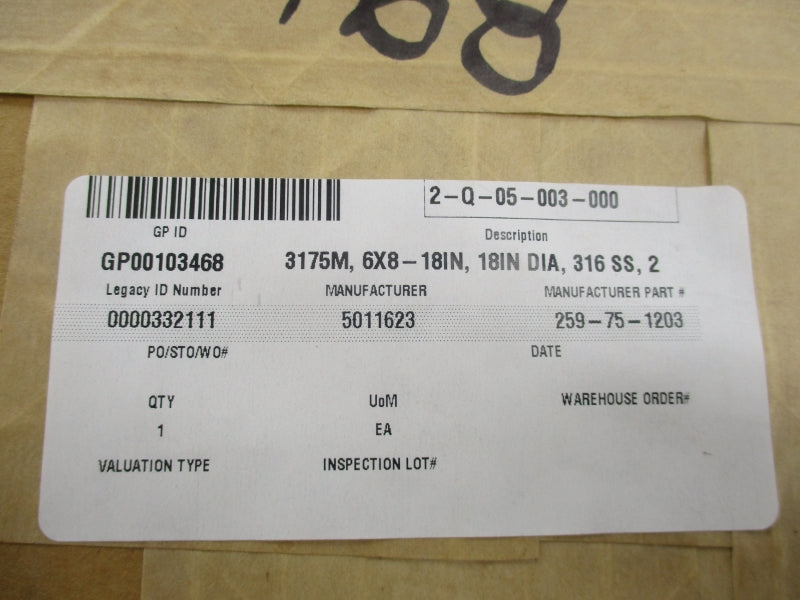 68
2-Q-05-003-000
GP ID
Description
GP00103468
3175M, 6X8-18IN, 18IN DIA, 316 SS, 2
Legacy ID Number
MANUFACTURER
MANUFACTURER PART #
0000332111
5011623
259-75-1203
PO/STO/WO#
DATE
QTY
UoM
WAREHOUSE ORDER#
1
EA
VALUATION TYPE
INSPECTION LOT#